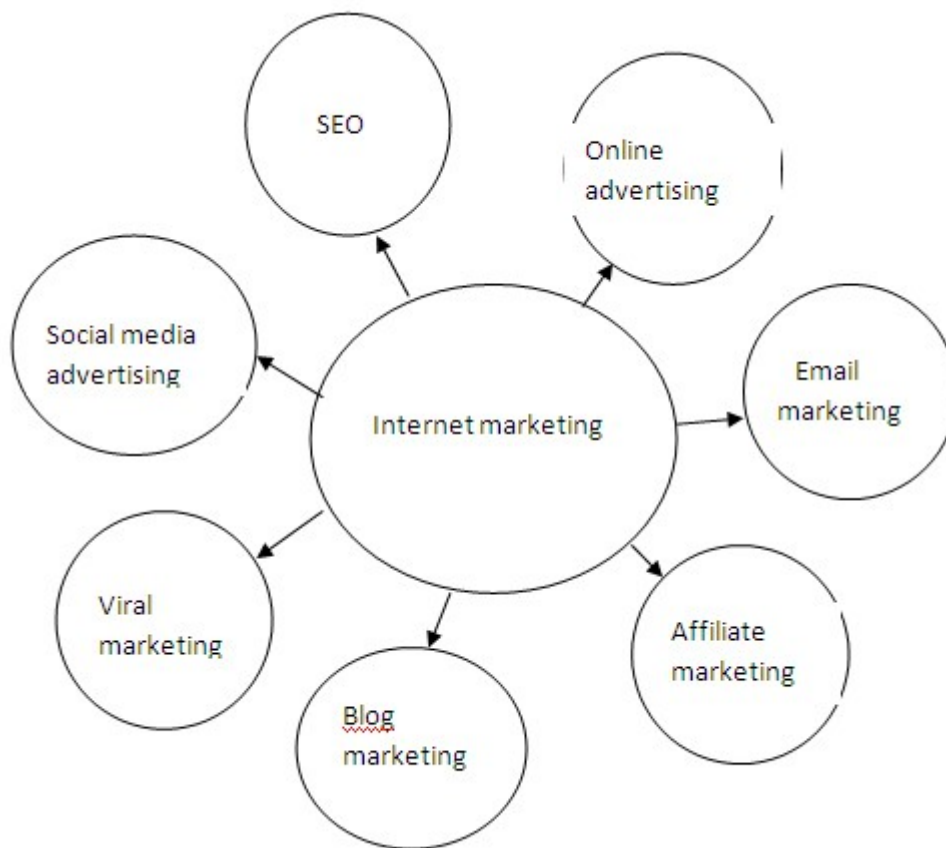 SEO
Online
advertising
Social media
advertising
Email
marketing
Internet marketing
Viral
marketing
Affiliate
marketing
Blog
marketing